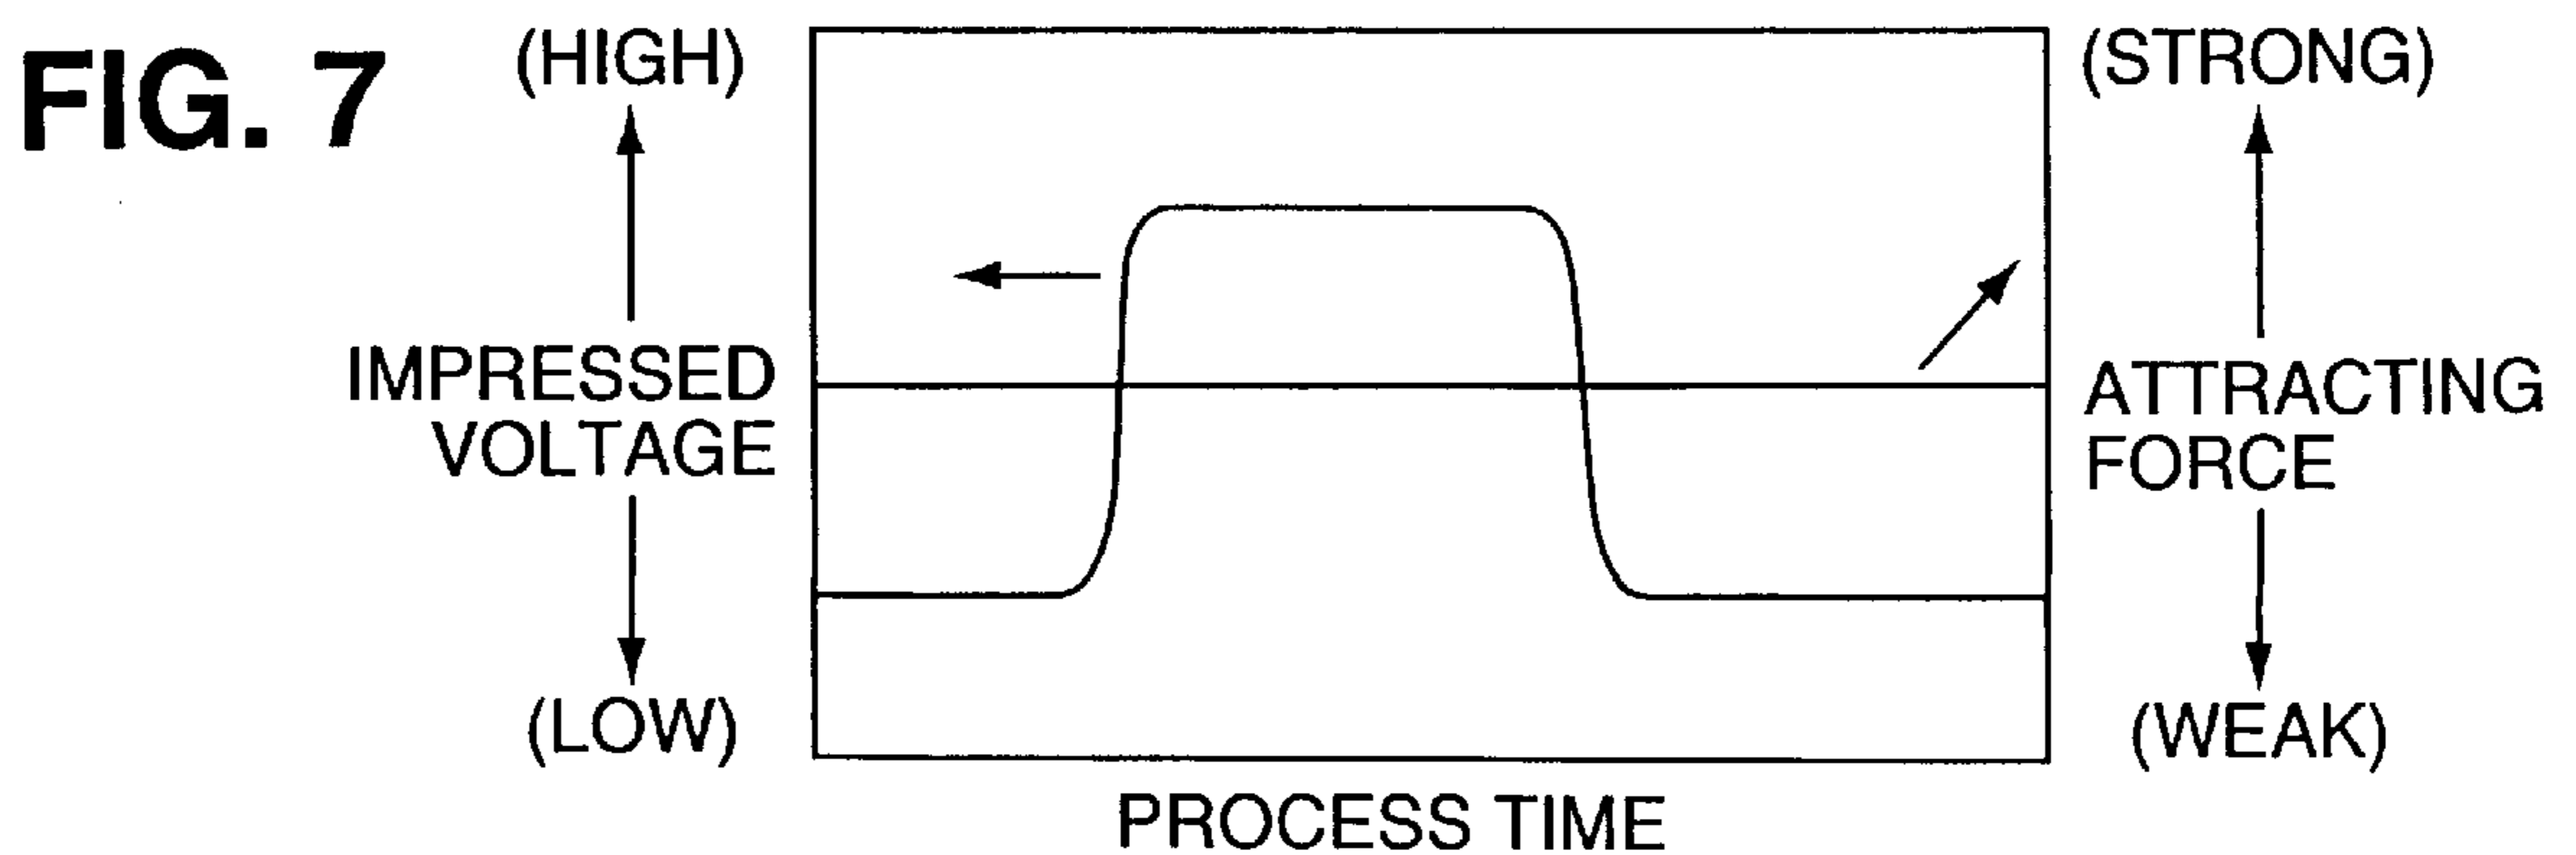 FIG. 7
(HIGH)
IMPRESSED
VOLTAGE
(LOW)
(STRONG)
ATTRACTING
FORCE
(WEAK)
PROCESS TIME